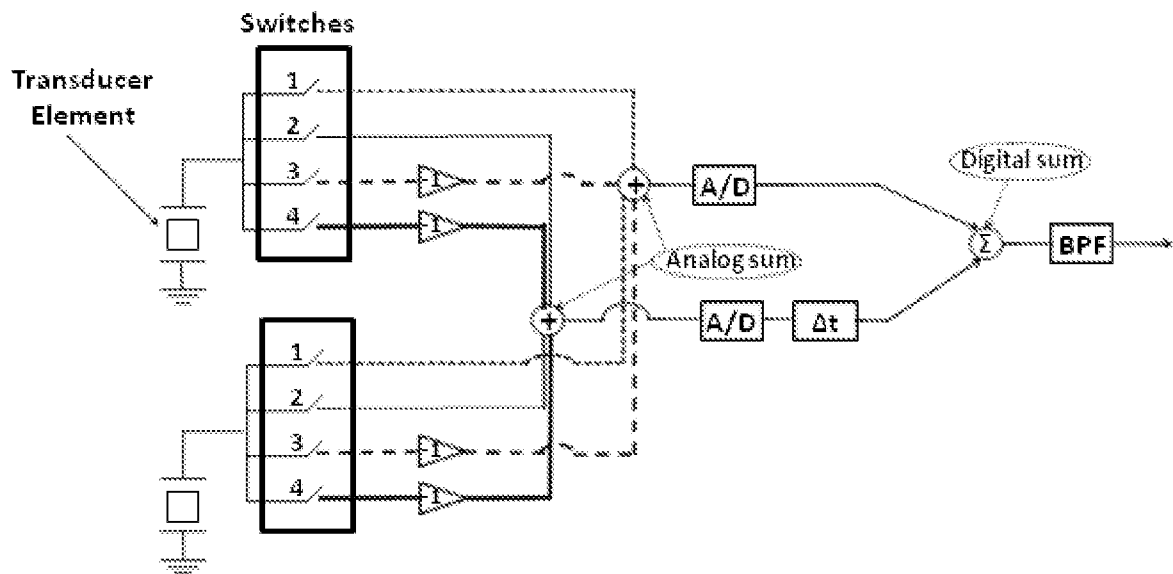 Switches
Transducer
Element
1
2
3
4
-1
-1
+
A/D
Digital sum
Σ
BPF
Analog sum
+
A/D
Δt
1
2
3
4
-1
-1